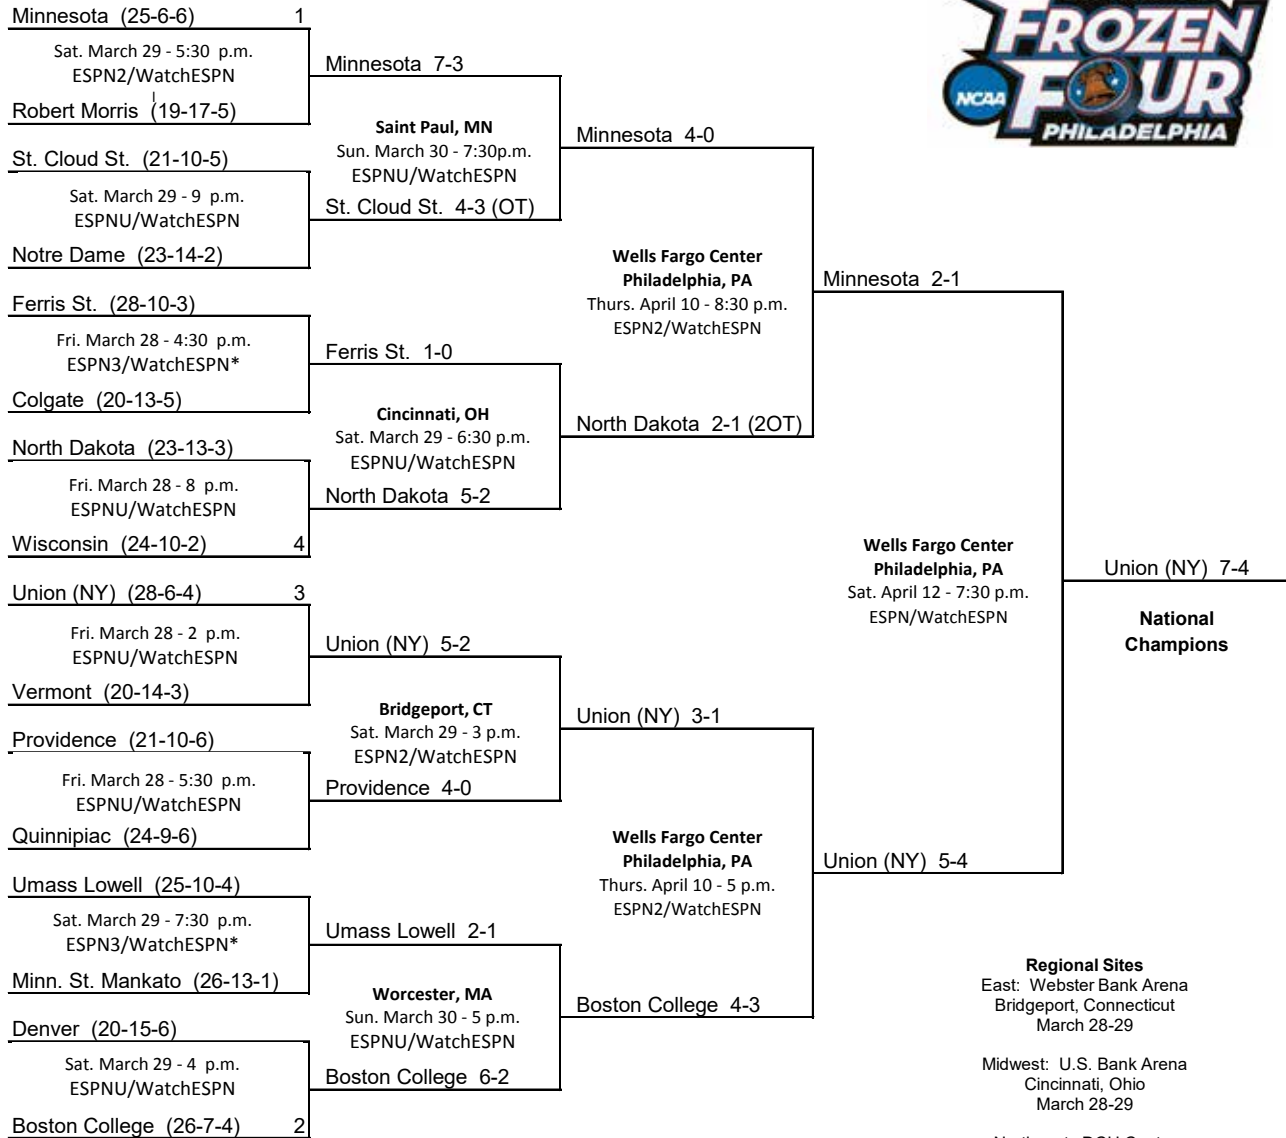 Minnesota (25-6-6) 1
Sat. March 29 - 5:30 p.m.
ESPN2/WatchESPN
Robert Morris (19-17-5)
St. Cloud St. (21-10-5)
Sat. March 29 - 9 p.m.
ESPNU/WatchESPN
Notre Dame (23-14-2)
Ferris St. (28-10-3)
Fri. March 28 - 4:30 p.m.
ESPN3/WatchESPN*
Colgate (20-13-5)
North Dakota (23-13-3)
Fri. March 28 - 8 p.m.
ESPNU/WatchESPN
Wisconsin (24-10-2) 4
Union (NY) (28-6-4) 3
Fri. March 28 - 2 p.m.
ESPNU/WatchESPN
Vermont (20-14-3)
Providence (21-10-6)
Fri. March 28 - 5:30 p.m.
ESPNU/WatchESPN
Quinnipiac (24-9-6)
Umass Lowell (25-10-4)
Sat. March 29 - 7:30 p.m.
ESPN3/WatchESPN*
Minn. St. Mankato (26-13-1)
Denver (20-15-6)
Sat. March 29 - 4 p.m.
ESPNU/WatchESPN
Boston College (26-7-4) 2
Minnesota 7-3
Saint Paul, MN
Sun. March 30 - 7:30p.m.
ESPNU/WatchESPN
St. Cloud St. 4-3 (OT)
Ferris St. 1-0
Cincinnati, OH
Sat. March 29 - 6:30 p.m.
ESPNU/WatchESPN
North Dakota 5-2
Union (NY) 5-2
Bridgeport, CT
Sat. March 29 - 3 p.m.
ESPN2/WatchESPN
Providence 4-0
Umass Lowell 2-1
Worcester, MA
Sun. March 30 - 5 p.m.
ESPNU/WatchESPN
Boston College 6-2
Minnesota 4-0
Wells Fargo Center
Philadelphia, PA
Thurs. April 10 - 8:30 p.m.
ESPN2/WatchESPN
North Dakota 2-1 (2OT)
Union (NY) 3-1
Wells Fargo Center
Philadelphia, PA
Thurs. April 10 - 5 p.m.
ESPN2/WatchESPN
Boston College 4-3
Minnesota 2-1
Wells Fargo Center
Philadelphia, PA
Sat. April 12 - 7:30 p.m.
ESPN/WatchESPN
Union (NY) 5-4
Union (NY) 7-4
National
Champions
FROZEN
NCAA
FOUR
PHILADELPHIA
Regional Sites
East: Webster Bank Arena
Bridgeport, Connecticut
March 28-29
Midwest: U.S. Bank Arena
Cincinnati, Ohio
March 28-29